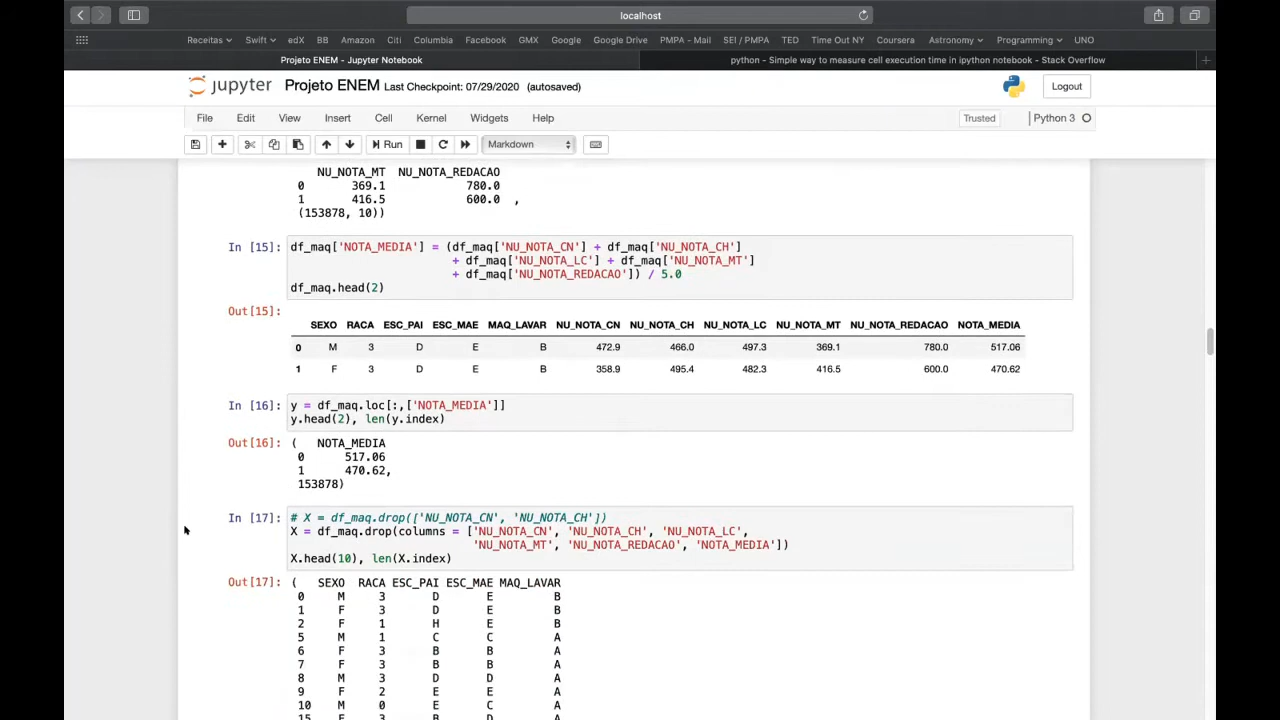 localhost
Receitas Swift edX BB Amazon Citi Columbia Facebook GMX Google Google Drive PMPA - Mail SEI / PMPA TED Time Out NY Coursera Astronomy Programming UNO
Projeto ENEM - Jupyter Notebook
python - Simple way to measure cell execution time in ipython notebook - Stack Overflow
jupyter Projeto ENEM Last Checkpoint: 07/29/2020 (autosaved)
Logout
File Edit View Insert Cell Kernel Widgets Help
Trusted Python 3
Run Markdown
NU_NOTA_MT NU_NOTA_REDACAO
0 369.1 780.0
1 416.5 600.0 ,
(153878, 10))
In [15]: df_maq['NOTA_MEDIA'] = (df_maq['NU_NOTA_CN'] + df_maq['NU_NOTA_CH']
+ df_maq['NU_NOTA_LC'] + df_maq['NU_NOTA_MT']
+ df_maq['NU_NOTA_REDACAO']) / 5.0
df_maq.head(2)
Out[15]:
SEXO RACA ESC_PAI ESC_MAE MAQ_LAVAR NU_NOTA_CN NU_NOTA_CH NU_NOTA_LC NU_NOTA_MT NU_NOTA_REDACAO NOTA_MEDIA
0 M 3 D E B 472.9 466.0 497.3 369.1 780.0 517.06
1 F 3 D E B 358.9 495.4 482.3 416.5 600.0 470.62
In [16]: y = df_maq.loc[:,['NOTA_MEDIA']]
y.head(2), len(y.index)
Out[16]: ( NOTA_MEDIA
0 517.06
1 470.62,
153878)
In [17]: # X = df_maq.drop(['NU_NOTA_CN', 'NU_NOTA_CH'])
X = df_maq.drop(columns = ['NU_NOTA_CN', 'NU_NOTA_CH', 'NU_NOTA_LC',
'NU_NOTA_MT', 'NU_NOTA_REDACAO', 'NOTA_MEDIA'])
X.head(10), len(X.index)
Out[17]: ( SEXO RACA ESC_PAI ESC_MAE MAQ_LAVAR
0 M 3 D E B
1 F 3 D E B
2 F 1 H E B
5 M 1 C C A
6 F 3 B B A
7 F 3 B B A
8 M 3 D D A
9 F 2 E E A
10 M 0 E C A
15 F 3 B D A